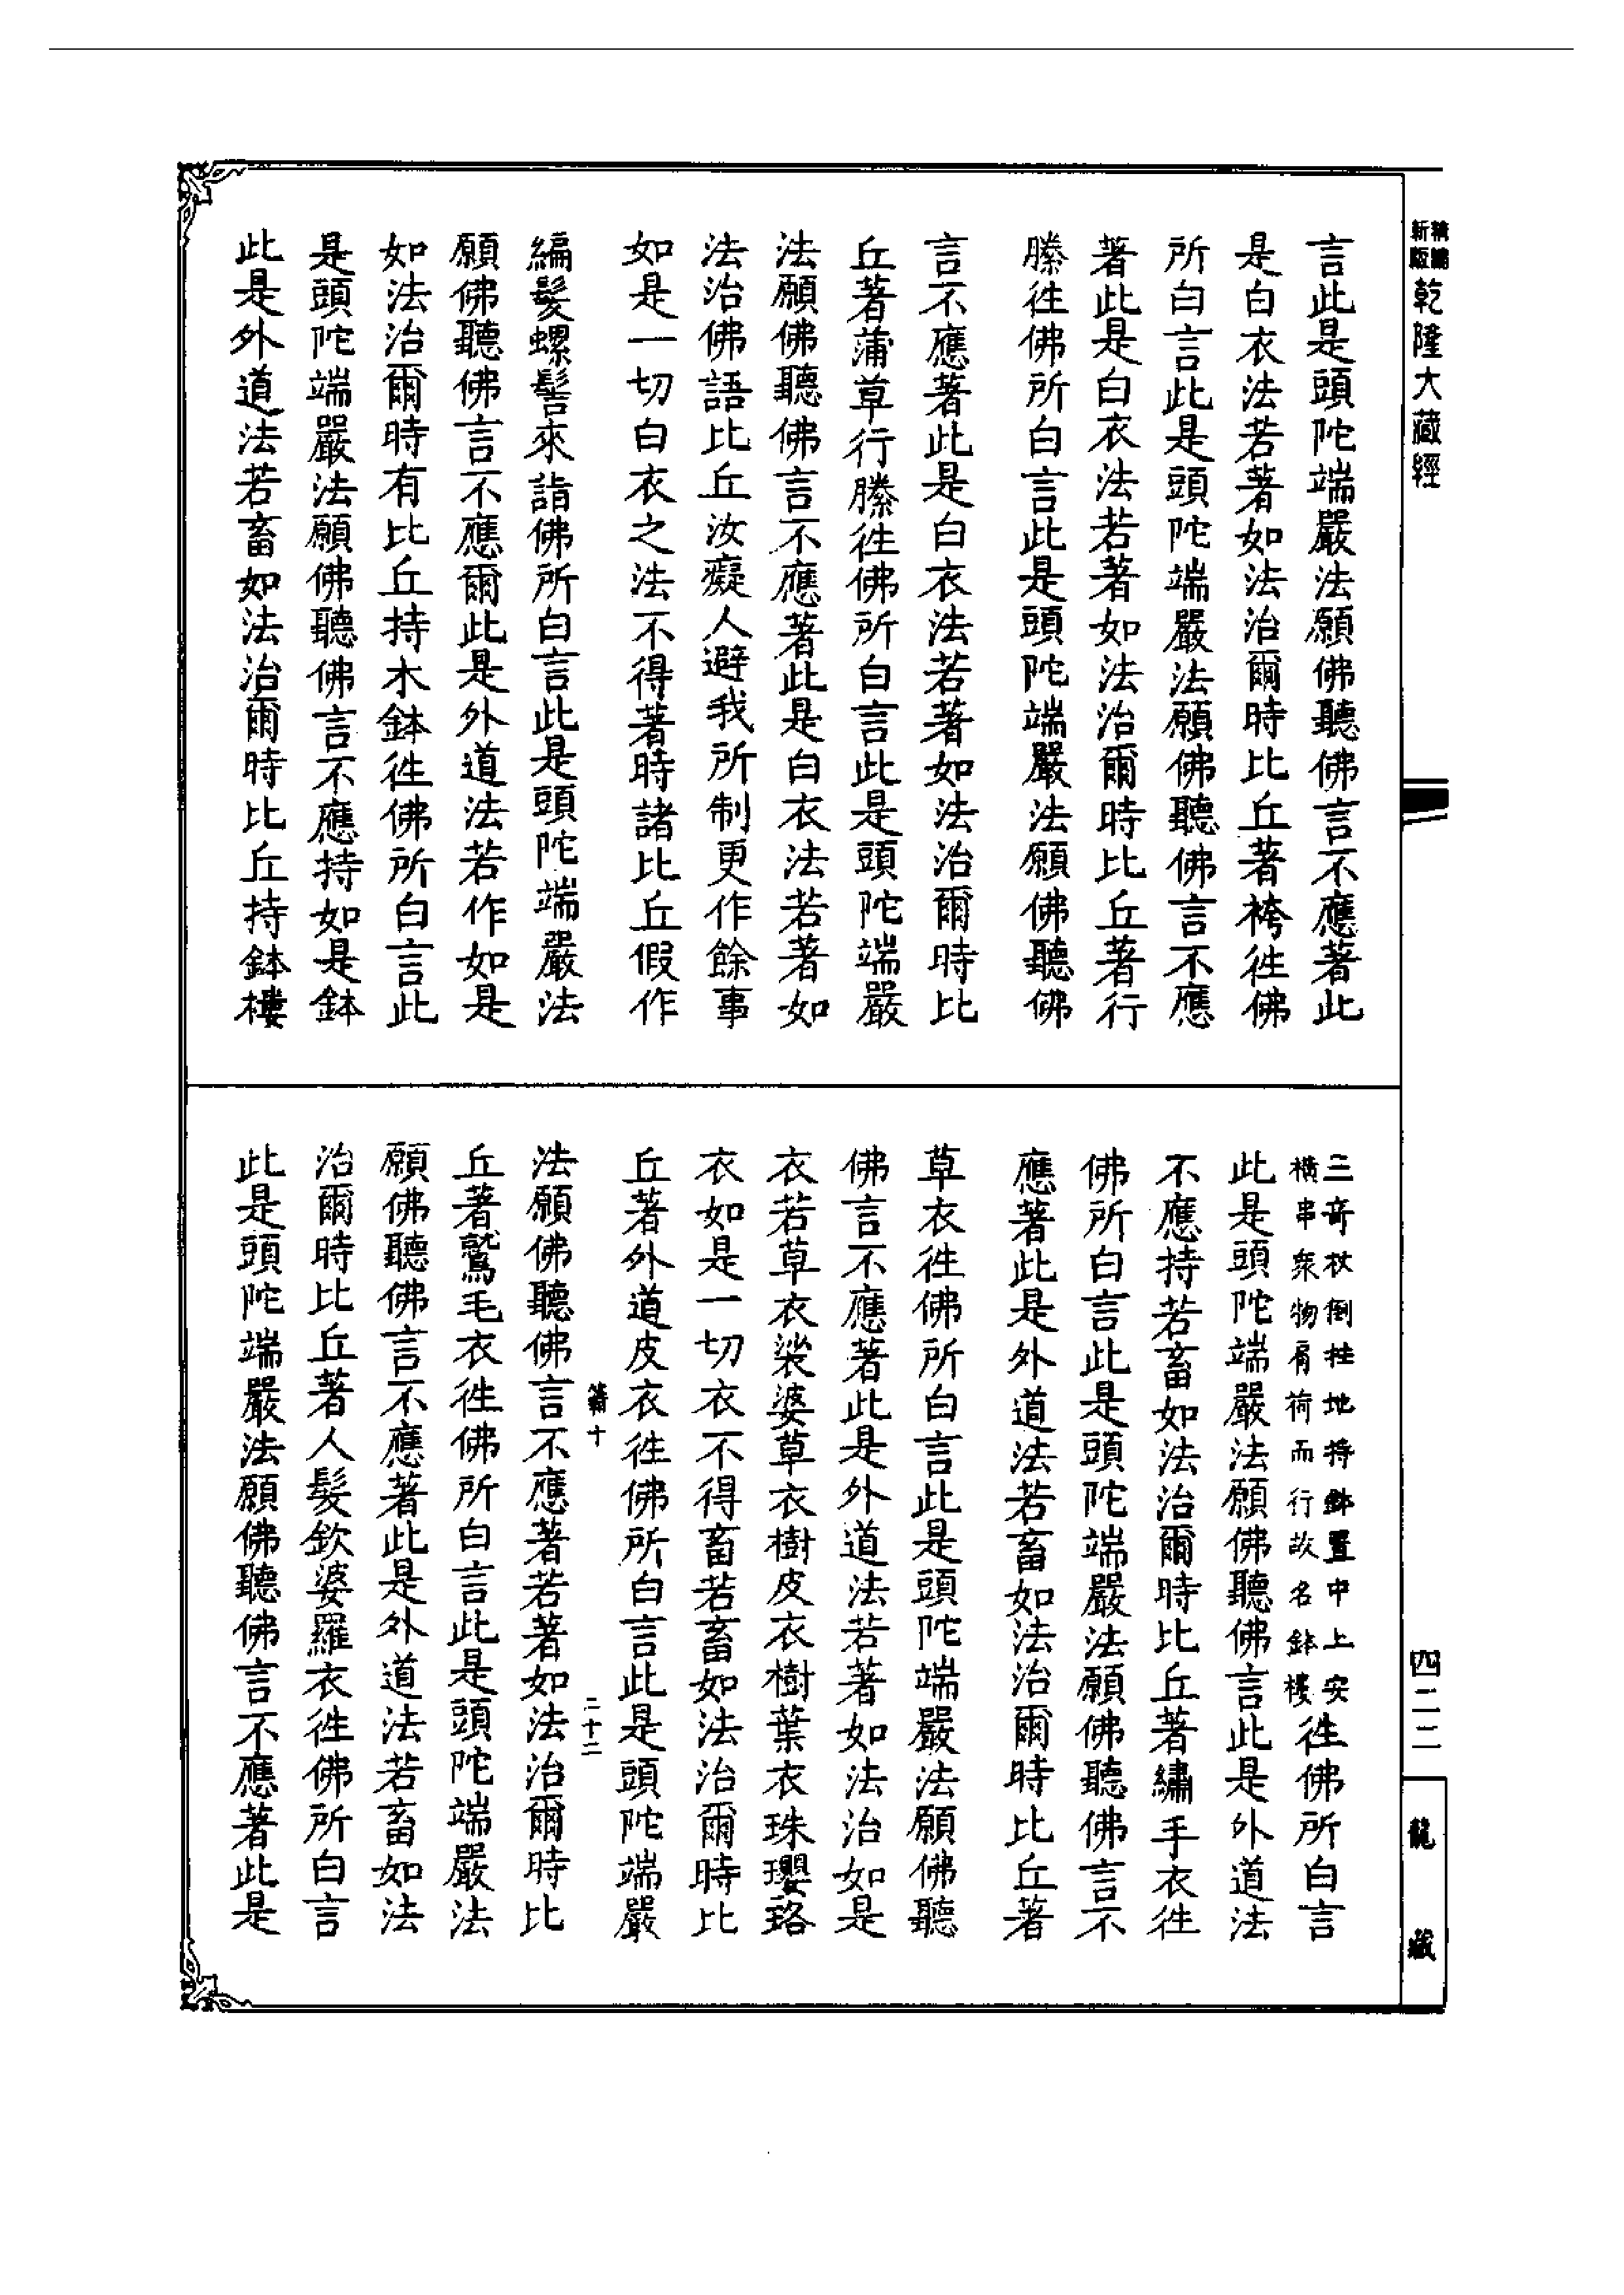 新版
精編
乾隆大藏經
言此是頭陀端嚴法願佛聽佛言不應著此
是白衣法若著如法治爾時比丘著袴徃佛
所白言此是頭陀端嚴法願佛聽佛言不應
著此是白衣法若著如法治爾時比丘著行
縢徃佛所白言此是頭陀端嚴法願佛聽佛
言不應著此是白衣法若著如法治爾時比
丘著蒲草行縢徃佛所白言此是頭陀端嚴
法願佛聽佛言不應著此是白衣法若著如
法治佛語比丘汝癡人避我所制更作餘事
如是一切白衣之法不得著時諸比丘假作
編髮螺髻來詣佛所白言此是頭陀端嚴法
願佛聽佛言不應爾此是外道法若作如是
如法治爾時有比丘持木鉢徃佛所白言此
是頭陀端嚴法願佛聽佛言不應持如是鉢
此是外道法若畜如法治爾時比丘持鉢樓
三奇杖倒拄地將鉢置中上安
橫串衆物肩荷而行故名鉢樓
徃佛所白言
此是頭陀端嚴法願佛聽佛言此是外道法
不應持若畜如法治爾時比丘著繡手衣徃
佛所白言此是頭陀端嚴法願佛聽佛言不
應著此是外道法若畜如法治爾時比丘著
草衣徃佛所白言此是頭陀端嚴法願佛聽
佛言不應著此是外道法若著如法治如是
衣若草衣裟婆草衣樹皮衣樹葉衣珠瓔珞
衣如是一切衣不得畜若畜如法治爾時比
丘著外道皮衣徃佛所白言此是頭陀端嚴
十
二十二
法願佛聽佛言不應著若著如法治爾時比
丘著鷲毛衣徃佛所白言此是頭陀端嚴法
願佛聽佛言不應著此是外道法若畜如法
治爾時比丘著人髮欽婆羅衣徃佛所白言
此是頭陀端嚴法願佛聽佛言不應著此是
四二二
龍藏